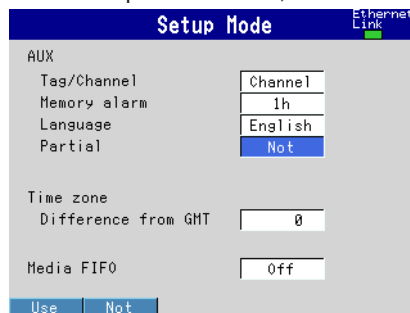 Setup Mode
Ethernet
Link
AUX
Tag/Channel Channel
Memory alarm 1h
Language English
Partial Not
Time zone
Difference from GMT 0
Media FIFO Off
Use Not